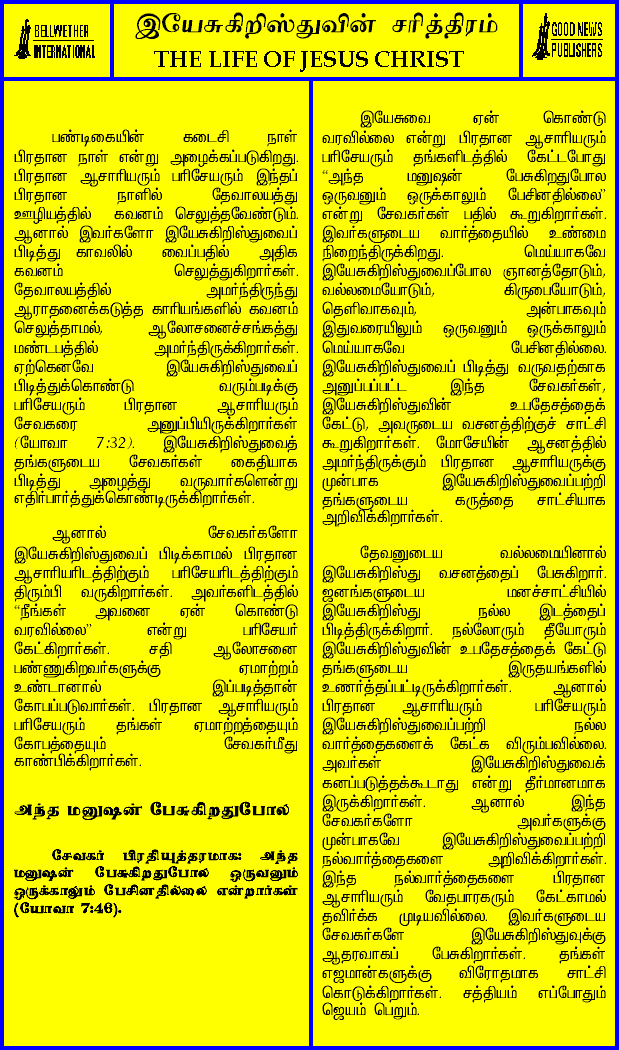 BELLWETHER
INTERNATIONAL
இயேசுகிறிஸ்துவின் சரித்திரம்
THE LIFE OF JESUS CHRIST
GOOD NEWS
PUBLISHERS
பண்டிகையின் கடைசி நாள்
பிரதான நாள் என்று அழைக்கப்படுகிறது.
பிரதான ஆசாரியரும் பரிசேயரும் இந்தப்
பிரதான நாளில் தேவாலயத்து
ஊழியத்தில் கவனம் செலுத்தவேண்டும்.
ஆனால் இவர்களோ இயேசுகிறிஸ்துவைப்
பிடித்து காவலில் வைப்பதில் அதிக
கவனம் செலுத்துகிறார்கள்.
தேவாலயத்தில் அமர்ந்திருந்து
ஆராதனைக்கடுத்த காரியங்களில் கவனம்
செலுத்தாமல், ஆலோசனைச்சங்கத்து
மண்டபத்தில் அமர்ந்திருக்கிறார்கள்.
ஏற்கெனவே இயேசுகிறிஸ்துவைப்
பிடித்துக்கொண்டு வரும்படிக்கு
பரிசேயரும் பிரதான ஆசாரியரும்
சேவகரை அனுப்பியிருக்கிறார்கள்
(யோவா 7:32). இயேசுகிறிஸ்துவைத்
தங்களுடைய சேவகர்கள் கைதியாக
பிடித்து அழைத்து வருவார்களென்று
எதிர்பார்த்துக்கொண்டிருக்கிறார்கள்.
ஆனால் சேவகர்களோ
இயேசுகிறிஸ்துவைப் பிடிக்காமல் பிரதான
ஆசாரியரிடத்திற்கும் பரிசேயரிடத்திற்கும்
திரும்பி வருகிறார்கள். அவர்களிடத்தில்
“நீங்கள் அவனை ஏன் கொண்டு
வரவில்லை” என்று பரிசேயர்
கேட்கிறார்கள். சதி ஆலோசனை
பண்ணுகிறவர்களுக்கு ஏமாற்றம்
உண்டானால் இப்படித்தான்
கோபப்படுவார்கள். பிரதான ஆசாரியரும்
பரிசேயரும் தங்கள் ஏமாற்றத்தையும்
கோபத்தையும் சேவகர்மீது
காண்பிக்கிறார்கள்.
அந்த மனுஷன் பேசுகிறதுபோல்
சேவகர் பிரதியுத்தரமாக: அந்த
மனுஷன் பேசுகிறதுபோல ஒருவனும்
ஒருக்காலும் பேசினதில்லை என்றார்கள்
(யோவா 7:46).
இயேசுவை ஏன் கொண்டு
வரவில்லை என்று பிரதான ஆசாரியரும்
பரிசேயரும் தங்களிடத்தில் கேட்டபோது
“அந்த மனுஷன் பேசுகிறதுபோல
ஒருவனும் ஒருக்காலும் பேசினதில்லை”
என்று சேவகர்கள் பதில் கூறுகிறார்கள்.
இவர்களுடைய வார்த்தையில் உண்மை
நிறைந்திருக்கிறது. மெய்யாகவே
இயேசுகிறிஸ்துவைப்போல ஞானத்தோடும்,
வல்லமையோடும், கிருபையோடும்,
தெளிவாகவும், அன்பாகவும்
இதுவரையிலும் ஒருவனும் ஒருக்காலும்
மெய்யாகவே பேசினதில்லை.
இயேசுகிறிஸ்துவைப் பிடித்து வருவதற்காக
அனுப்பப்பட்ட இந்த சேவகர்கள்,
இயேசுகிறிஸ்துவின் உபதேசத்தைக்
கேட்டு, அவருடைய வசனத்திற்குச் சாட்சி
கூறுகிறார்கள். மோசேயின் ஆசனத்தில்
அமர்ந்திருக்கும் பிரதான ஆசாரியருக்கு
முன்பாக இயேசுகிறிஸ்துவைப்பற்றி
தங்களுடைய கருத்தை சாட்சியாக
அறிவிக்கிறார்கள்.
தேவனுடைய வல்லமையினால்
இயேசுகிறிஸ்து வசனத்தைப் பேசுகிறார்.
ஜனங்களுடைய மனச்சாட்சியில்
இயேசுகிறிஸ்து நல்ல இடத்தைப்
பிடித்திருக்கிறார். நல்லோரும் தீயோரும்
இயேசுகிறிஸ்துவின் உபதேசத்தைக் கேட்டு
தங்களுடைய இருதயங்களில்
உணர்த்தப்பட்டிருக்கிறார்கள். ஆனால்
பிரதான ஆசாரியரும் பரிசேயரும்
இயேசுகிறிஸ்துவைப்பற்றி நல்ல
வார்த்தைகளைக் கேட்க விரும்பவில்லை.
அவர்கள் இயேசுகிறிஸ்துவைக்
கனப்படுத்தக்கூடாது என்று தீர்மானமாக
இருக்கிறார்கள். ஆனால் இந்த
சேவகர்களோ அவர்களுக்கு
முன்பாகவே இயேசுகிறிஸ்துவைப்பற்றி
நல்வார்த்தைகளை அறிவிக்கிறார்கள்.
இந்த நல்வார்த்தைகளை பிரதான
ஆசாரியரும் வேதபாரகரும் கேட்காமல்
தவிர்க்க முடியவில்லை. இவர்களுடைய
சேவகர்களே இயேசுகிறிஸ்துவுக்கு
ஆதரவாகப் பேசுகிறார்கள். தங்கள்
எஜமான்களுக்கு விரோதமாக சாட்சி
கொடுக்கிறார்கள். சத்தியம் எப்போதும்
ஜெயம் பெறும்.